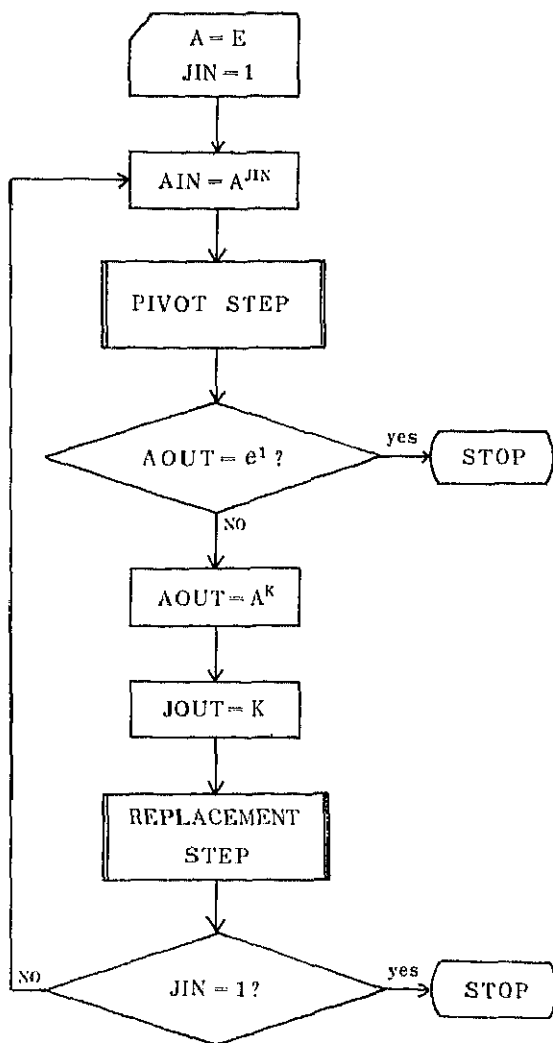 A = E
JIN = 1
AIN = A^JIN
PIVOT STEP
AOUT = e^1 ?
yes
STOP
NO
AOUT = A^K
JOUT = K
REPLACEMENT
STEP
NO
JIN = 1?
yes
STOP